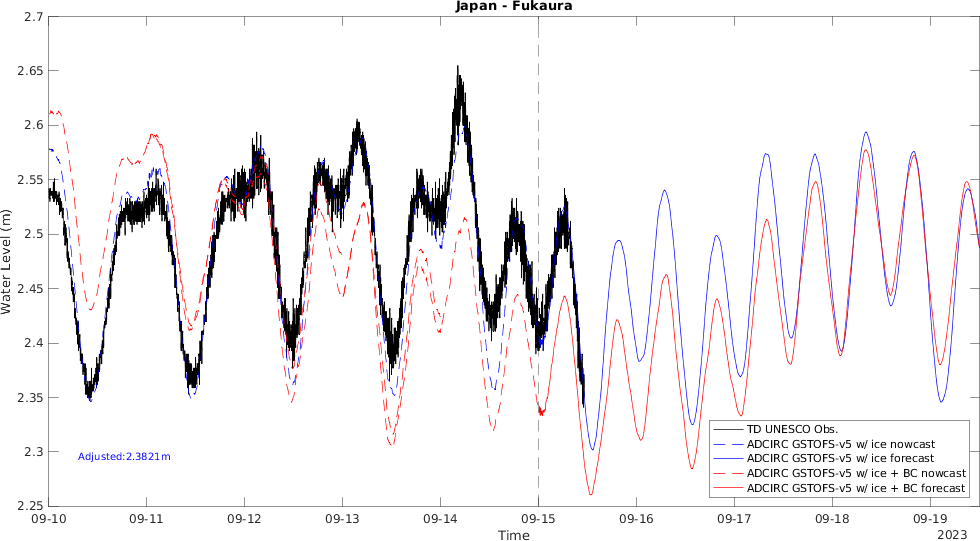 Japan - Fukaura
2.7
2.65
2.6
2.55
2.5
2.45
2.4
2.35
2.3
2.25
Water Level (m)
Adjusted:2.3821m
TD UNESCO Obs.
ADCIRC GSTOFS-v5 w/ ice nowcast
ADCIRC GSTOFS-v5 w/ ice forecast
ADCIRC GSTOFS-v5 w/ ice + BC nowcast
ADCIRC GSTOFS-v5 w/ ice + BC forecast
09-10 09-11 09-12 09-13 09-14 09-15 09-16 09-17 09-18 09-19
Time
2023